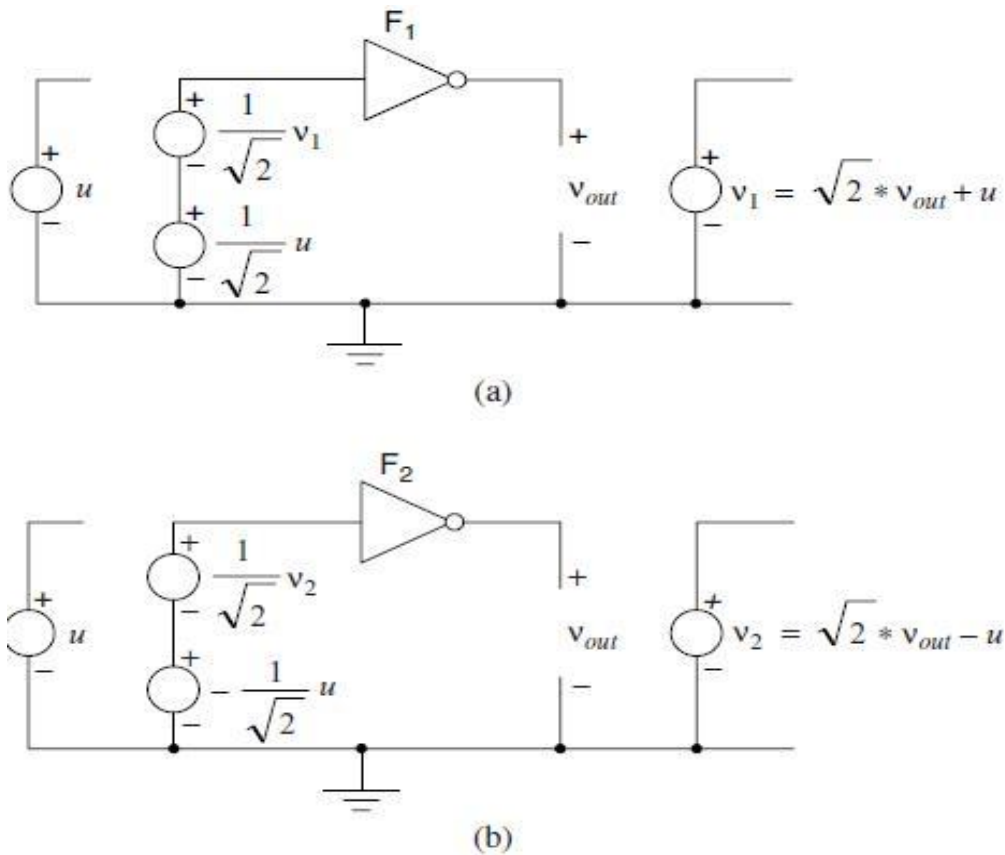 F₁
u
+
−
+
−
1/√2 ν₁
+
−
1/√2 u
+
ν_out
−
+
−
ν₁ = √2 * ν_out + u
(a)
F₂
u
+
−
+
−
1/√2 ν₂
+
−
− 1/√2 u
+
ν_out
−
+
−
ν₂ = √2 * ν_out − u
(b)